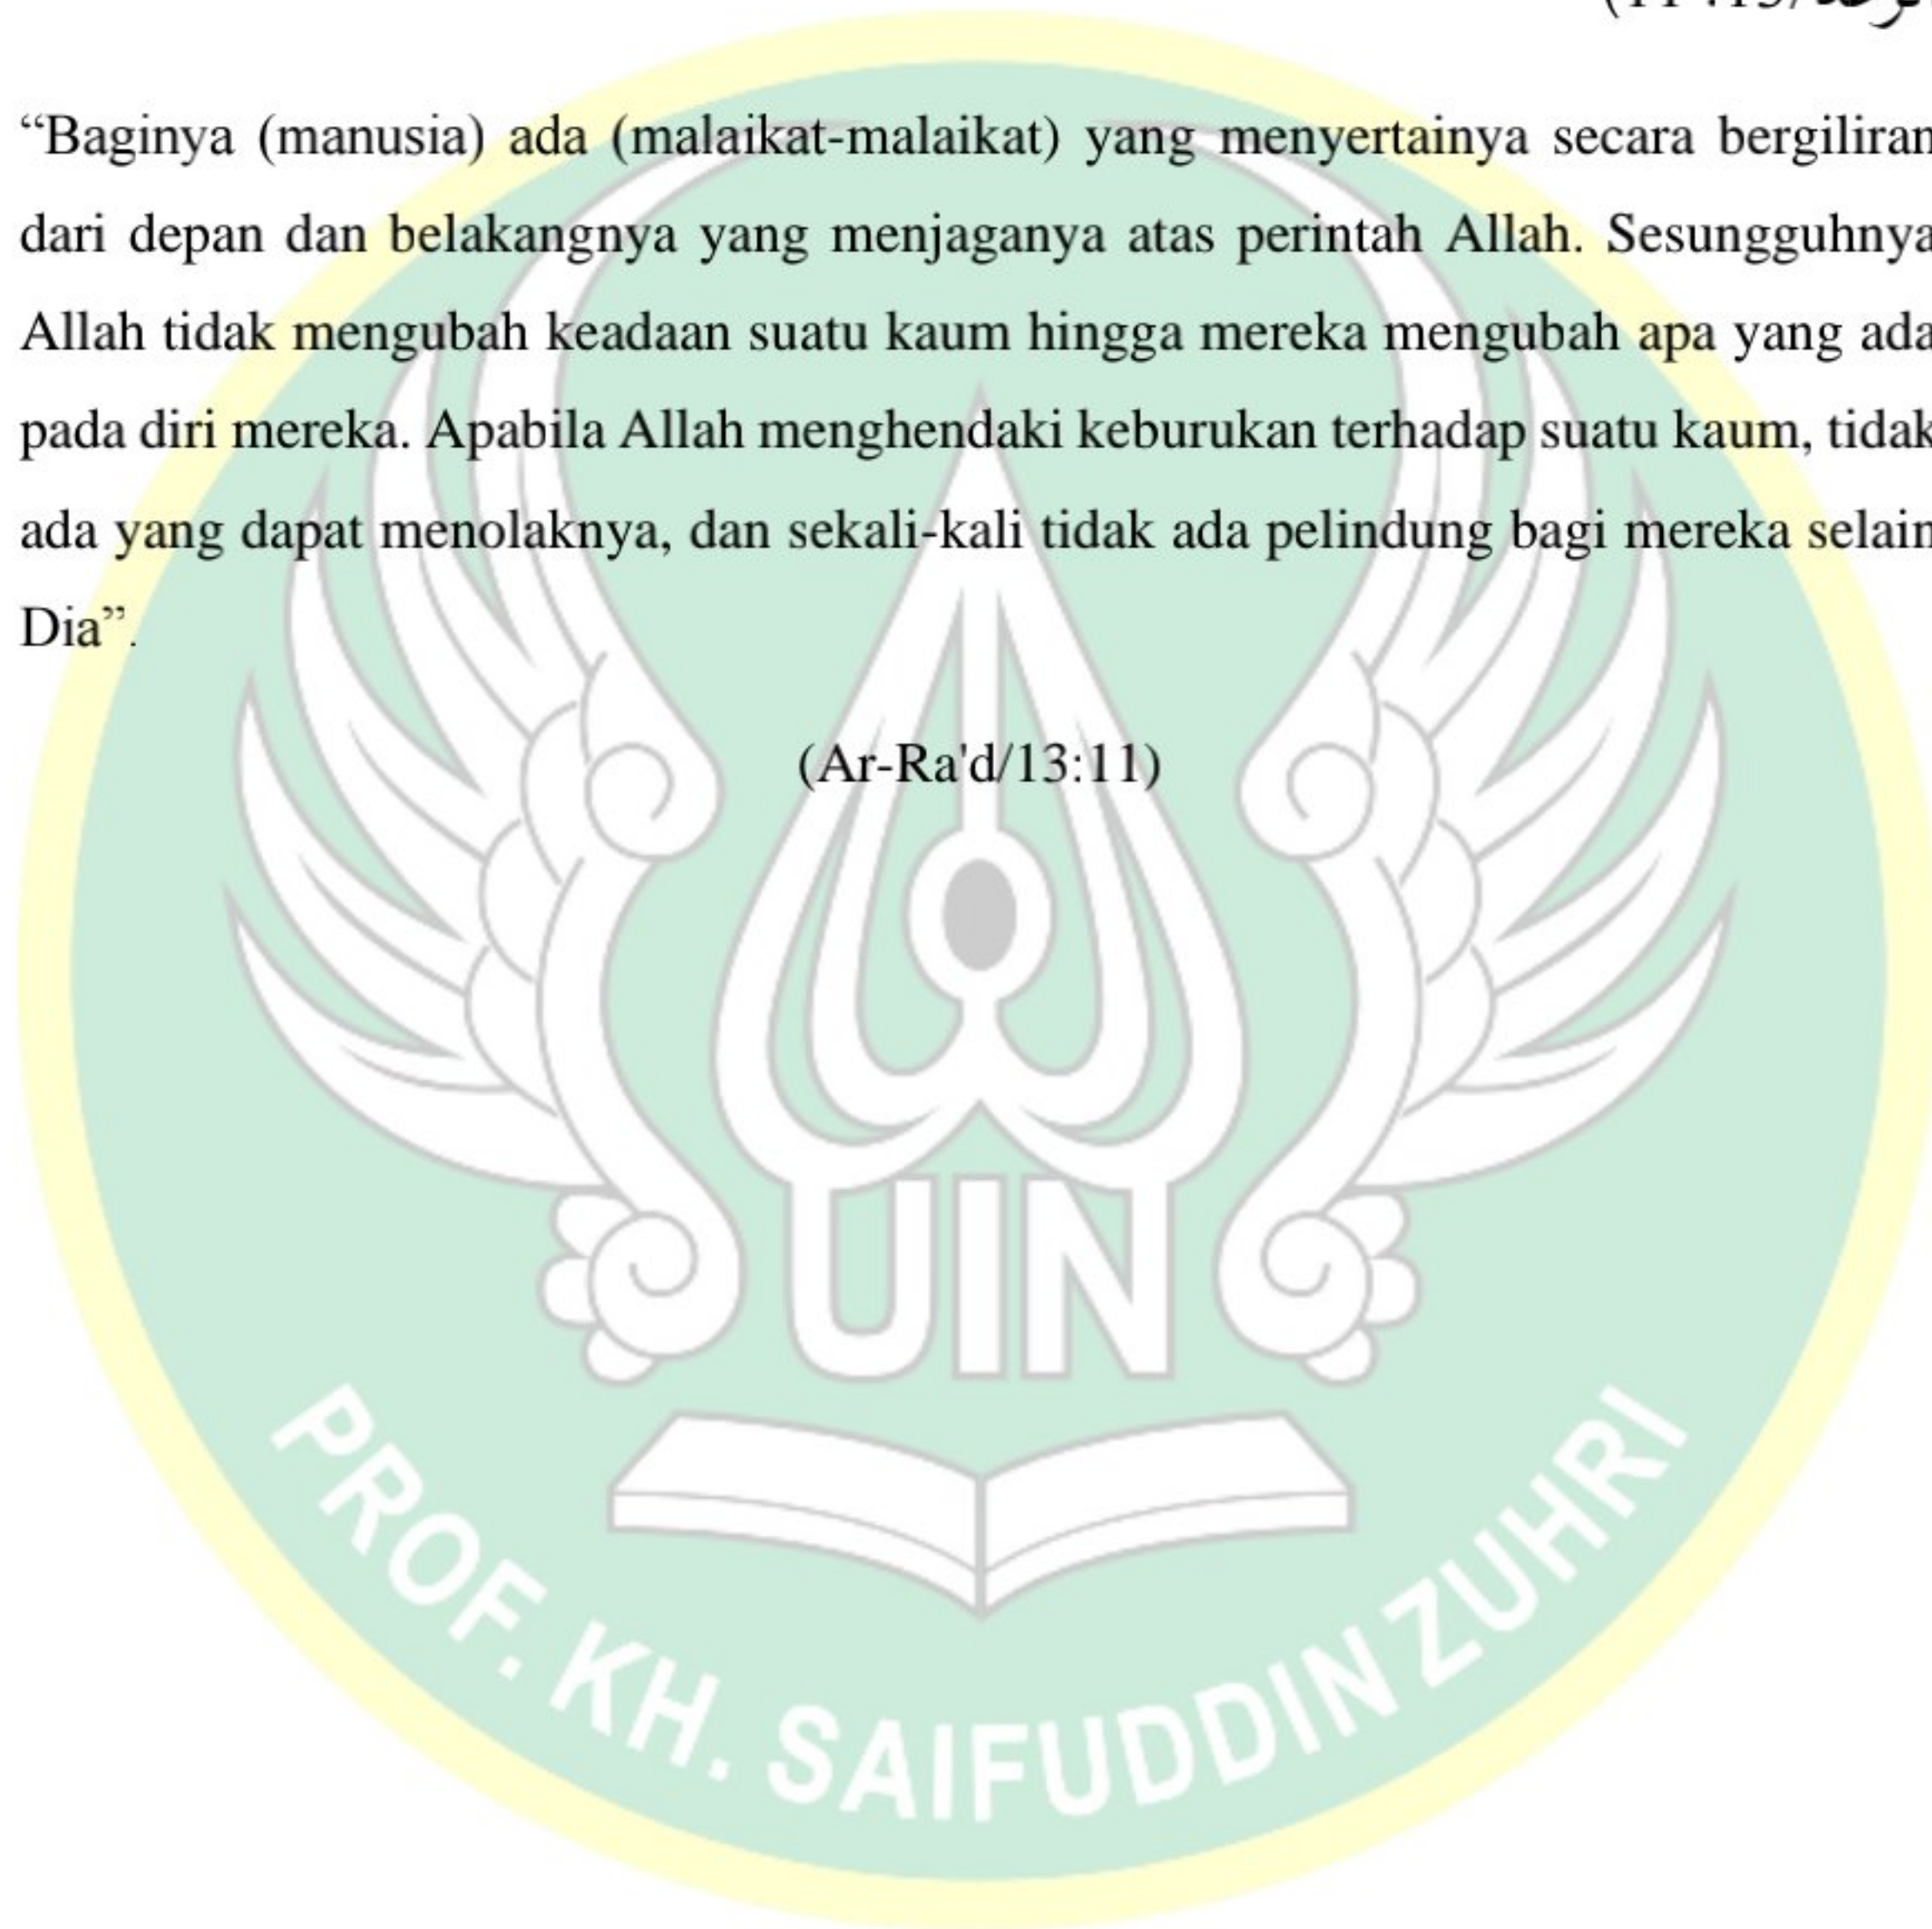 “Baginya (manusia) ada (malaikat-malaikat) yang menyertainya secara bergiliran
dari depan dan belakangnya yang menjaganya atas perintah Allah. Sesungguhnya
Allah tidak mengubah keadaan suatu kaum hingga mereka mengubah apa yang ada
pada diri mereka. Apabila Allah menghendaki keburukan terhadap suatu kaum, tidak
ada yang dapat menolaknya, dan sekali-kali tidak ada pelindung bagi mereka selain
Dia”.
(Ar-Ra'd/13:11)
UIN
PROF. KH. SAIFUDDIN ZUHRI